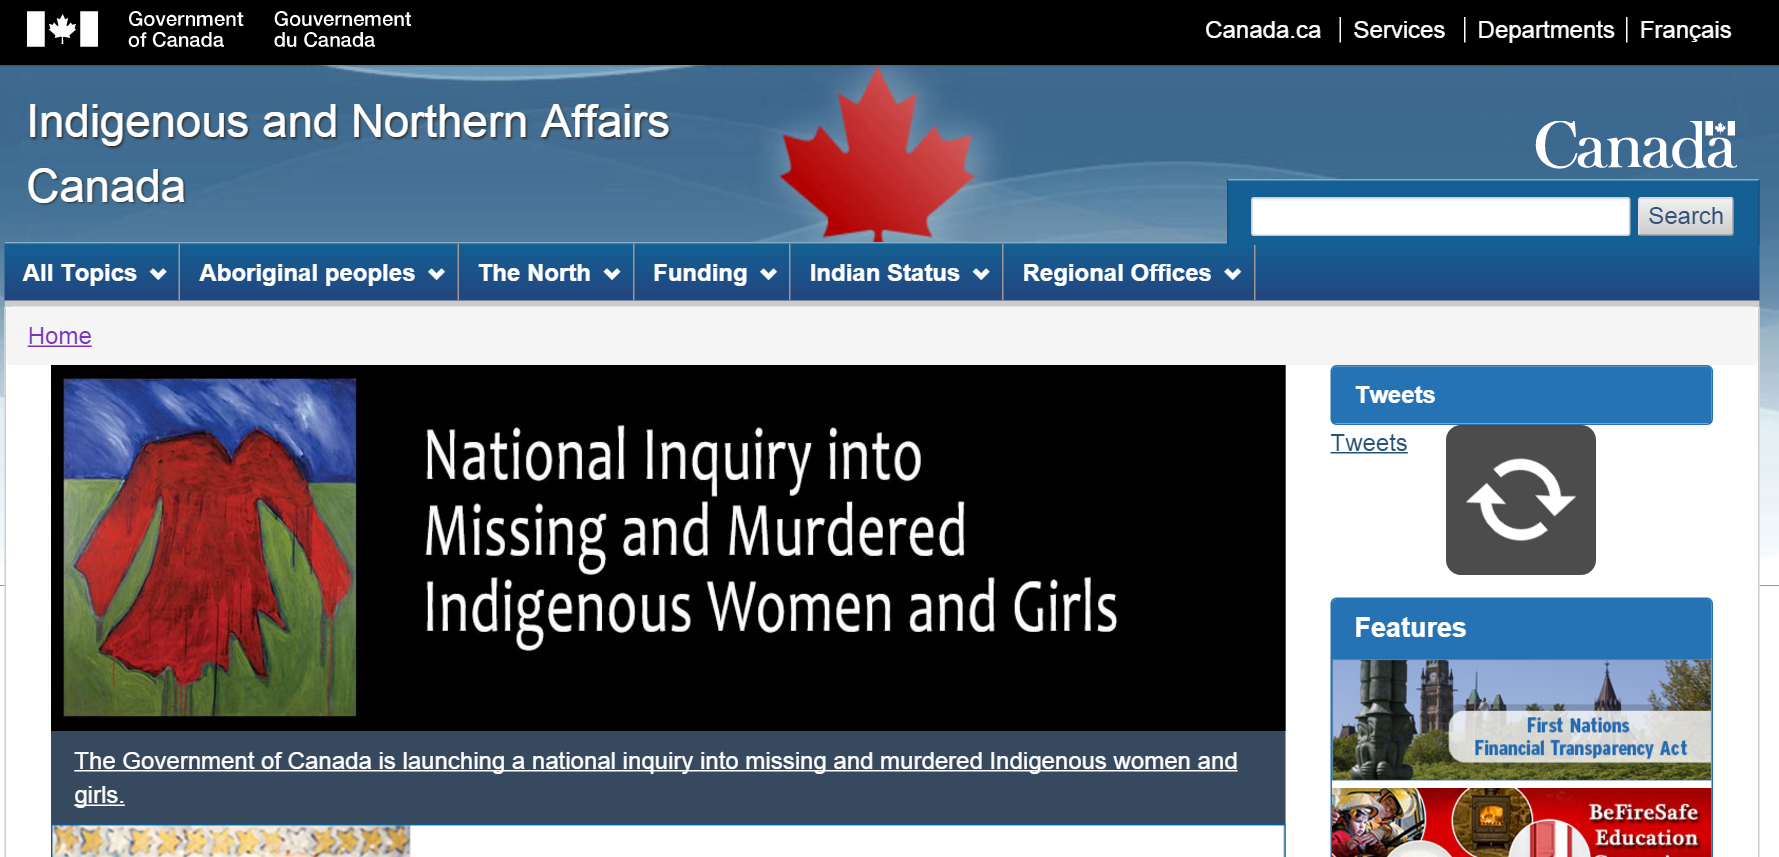 Government
of Canada
Gouvernement
du Canada
Canada.ca
Services
Departments
Français
Indigenous and Northern Affairs
Canada
Canada
Search
All Topics
Aboriginal peoples
The North
Funding
Indian Status
Regional Offices
Home
National Inquiry into
Missing and Murdered
Indigenous Women and Girls
The Government of Canada is launching a national inquiry into missing and murdered Indigenous women and
girls.
Tweets
Tweets
Features
First Nations
Financial Transparency Act
BeFireSafe
Education